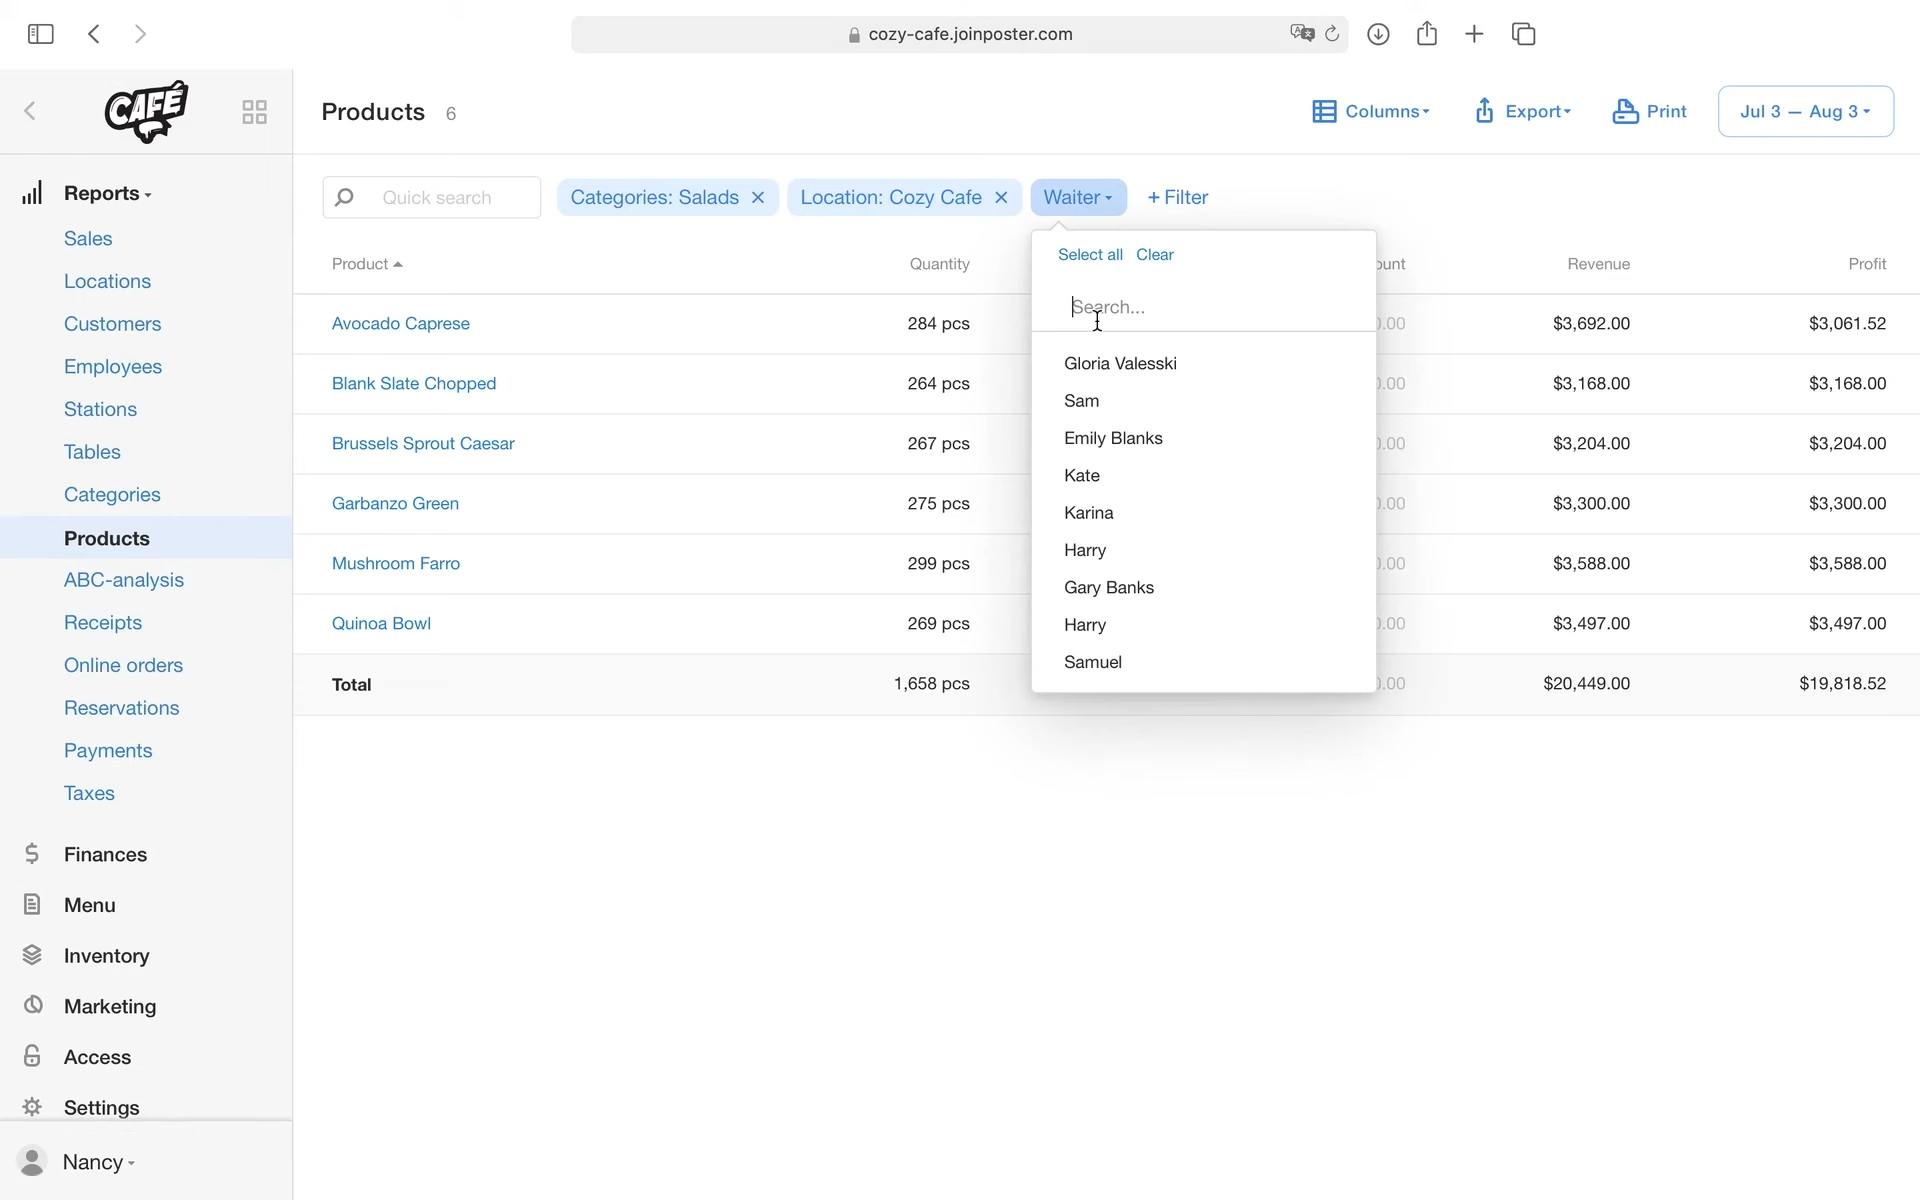 cozy-cafe.joinposter.com
CAFÉ
Products 6
Columns
Export
Print
Jul 3 — Aug 3
Reports
Sales
Locations
Customers
Employees
Stations
Tables
Categories
Products
ABC-analysis
Receipts
Online orders
Reservations
Payments
Taxes
Finances
Menu
Inventory
Marketing
Access
Settings
Nancy
Quick search
Categories: Salads
Location: Cozy Cafe
Waiter
+ Filter
Product Quantity Revenue Profit
Avocado Caprese 284 pcs .00 $3,692.00 $3,061.52
Blank Slate Chopped 264 pcs .00 $3,168.00 $3,168.00
Brussels Sprout Caesar 267 pcs .00 $3,204.00 $3,204.00
Garbanzo Green 275 pcs .00 $3,300.00 $3,300.00
Mushroom Farro 299 pcs .00 $3,588.00 $3,588.00
Quinoa Bowl 269 pcs .00 $3,497.00 $3,497.00
Total 1,658 pcs .00 $20,449.00 $19,818.52
Select all Clear
Search...
Gloria Valesski
Sam
Emily Blanks
Kate
Karina
Harry
Gary Banks
Harry
Samuel